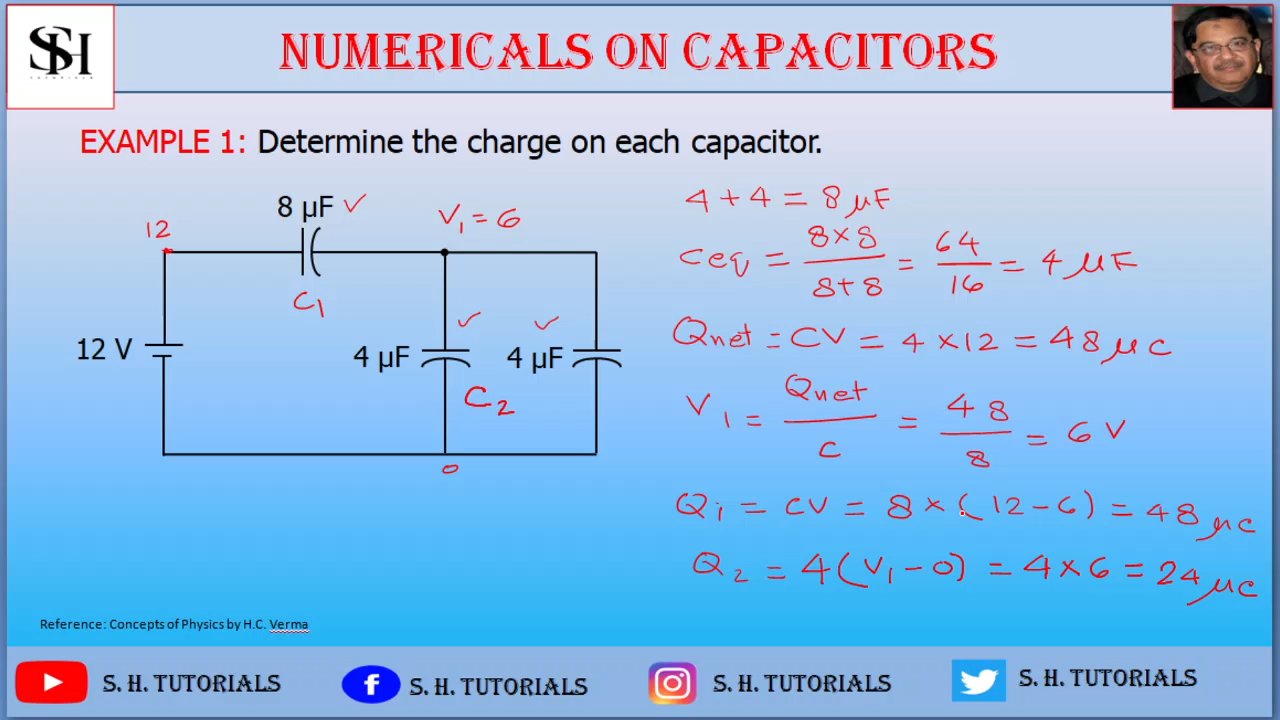 SH
TUTORIALS
NUMERICALS ON CAPACITORS
EXAMPLE 1: Determine the charge on each capacitor.
8 µF ✓
V₁ = 6
12
C₁
12 V
4 µF
✓
4 µF
✓
C₂
0
4 + 4 = 8 µF
Ceq = 8×8 / 8+8 = 64 / 16 = 4 µF
Qnet = CV = 4 × 12 = 48 µC
V₁ = Qnet / C = 48 / 8 = 6 V
Q₁ = CV = 8 × (12 - 6) = 48 µC
Q₂ = 4 (V₁ - 0) = 4 × 6 = 24 µC
Reference: Concepts of Physics by H.C. Verma
S. H. TUTORIALS
S. H. TUTORIALS
S. H. TUTORIALS
S. H. TUTORIALS